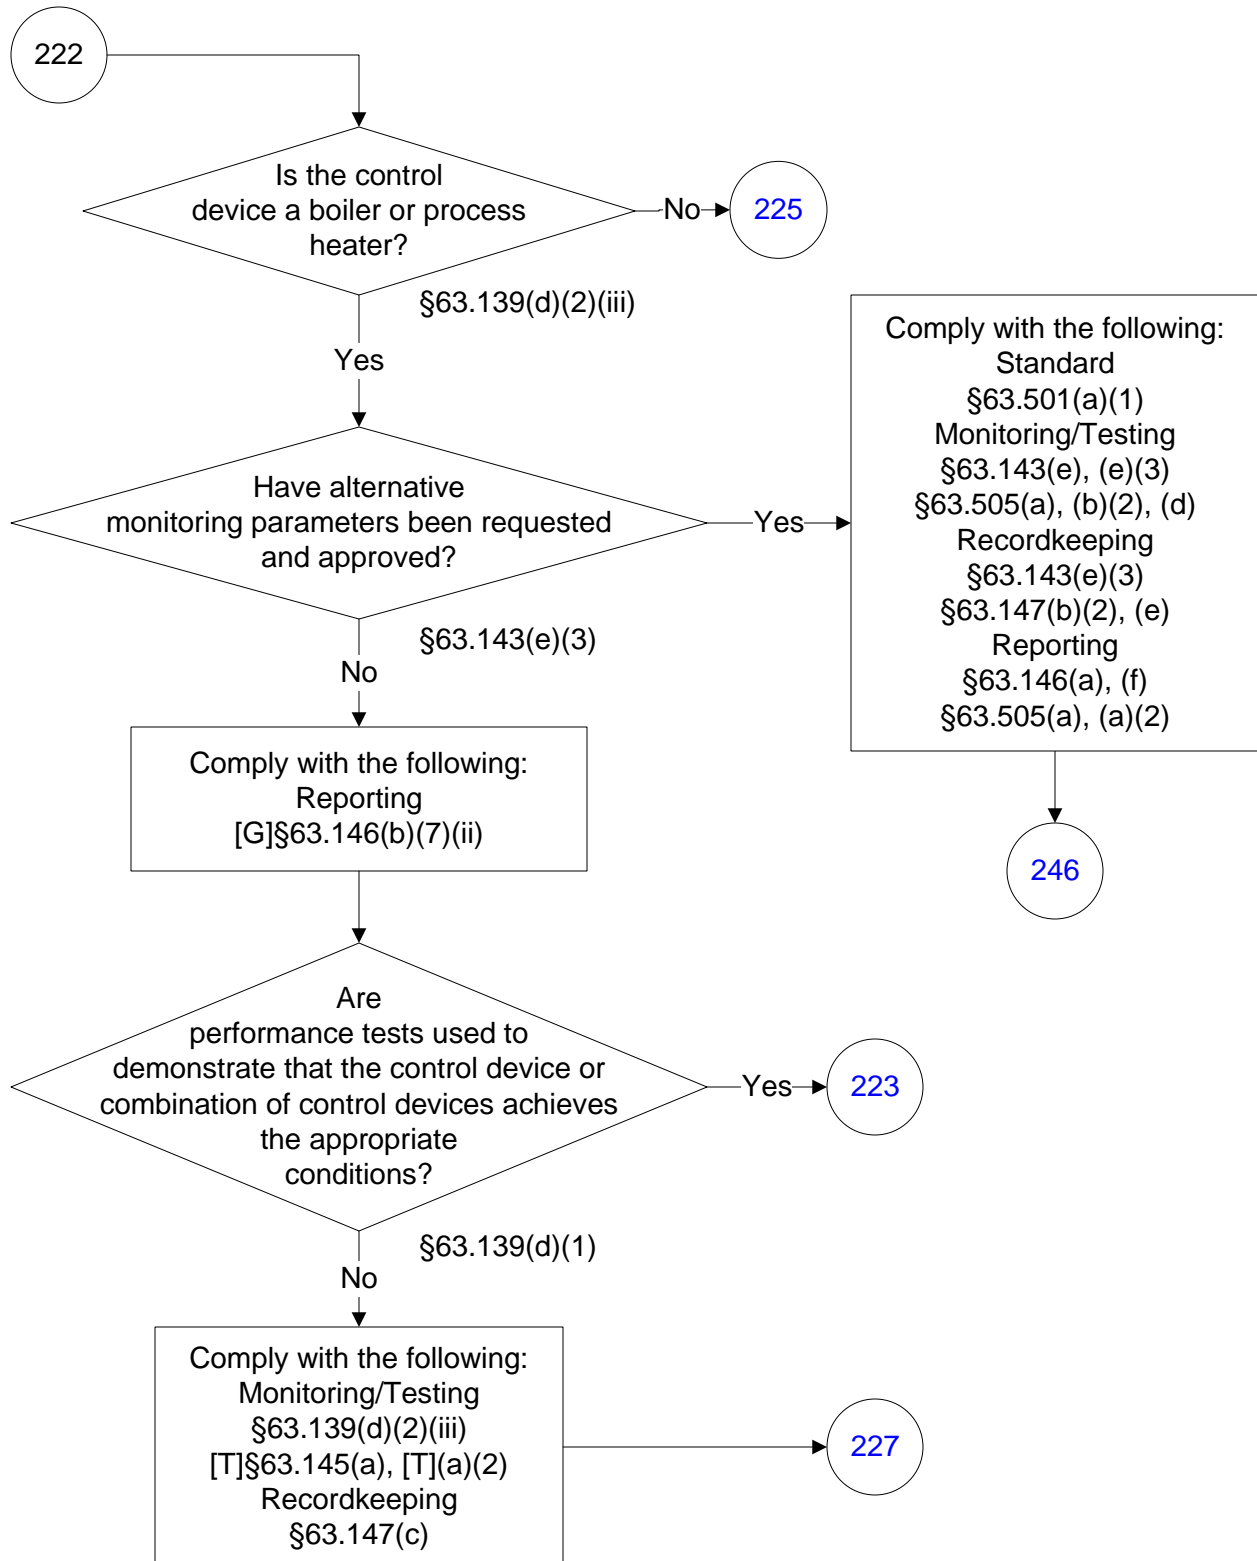 222
Is the control
device a boiler or process
heater?
No
225
§63.139(d)(2)(iii)
Yes
Have alternative
monitoring parameters been requested
and approved?
Yes
§63.143(e)(3)
No
Comply with the following:
Standard
§63.501(a)(1)
Monitoring/Testing
§63.143(e), (e)(3)
§63.505(a), (b)(2), (d)
Recordkeeping
§63.143(e)(3)
§63.147(b)(2), (e)
Reporting
§63.146(a), (f)
§63.505(a), (a)(2)
246
Comply with the following:
Reporting
[G]§63.146(b)(7)(ii)
Are
performance tests used to
demonstrate that the control device or
combination of control devices achieves
the appropriate
conditions?
Yes
223
§63.139(d)(1)
No
Comply with the following:
Monitoring/Testing
§63.139(d)(2)(iii)
[T]§63.145(a), [T](a)(2)
Recordkeeping
§63.147(c)
227